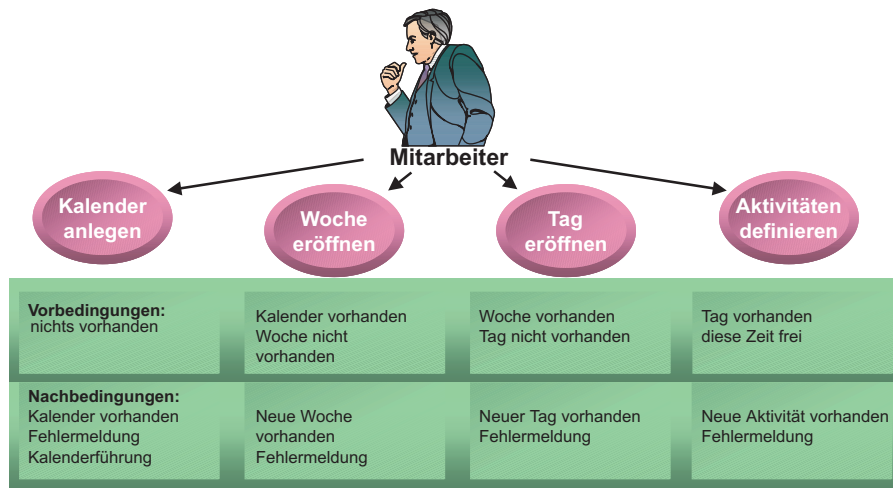 Mitarbeiter
Kalender
anlegen
Woche
eröffnen
Tag
eröffnen
Aktivitäten
definieren
Vorbedingungen:
nichts vorhanden
Kalender vorhanden
Woche nicht
vorhanden
Woche vorhanden
Tag nicht vorhanden
Tag vorhanden
diese Zeit frei
Nachbedingungen:
Kalender vorhanden
Fehlermeldung
Kalenderführung
Neue Woche
vorhanden
Fehlermeldung
Neuer Tag vorhanden
Fehlermeldung
Neue Aktivität vorhanden
Fehlermeldung